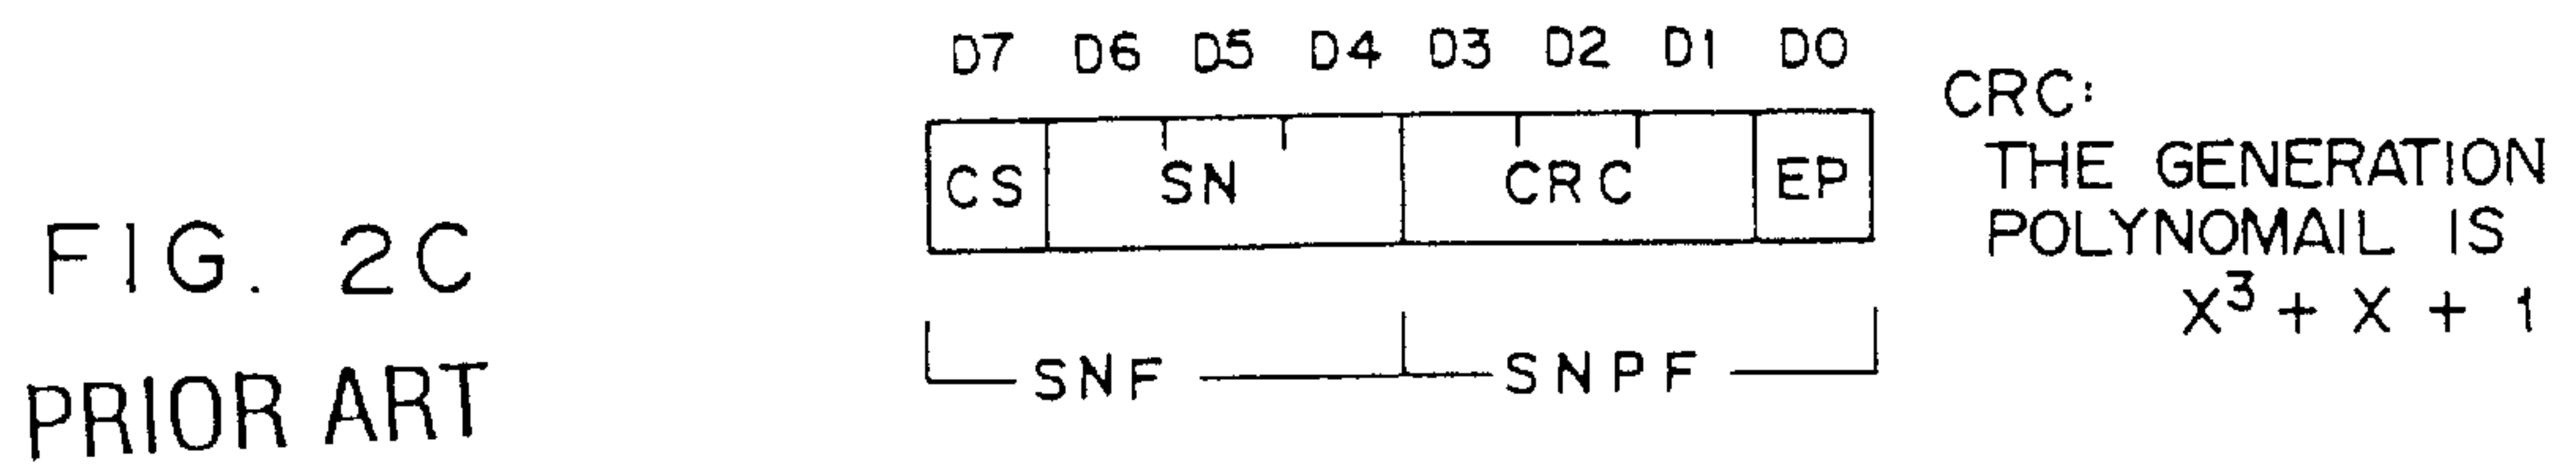 D7 D6 D5 D4 D3 D2 D1 D0
CS SN CRC EP
SNF SNPF
CRC:
THE GENERATION
POLYNOMAIL IS
X³ + X + 1
FIG. 2C
PRIOR ART